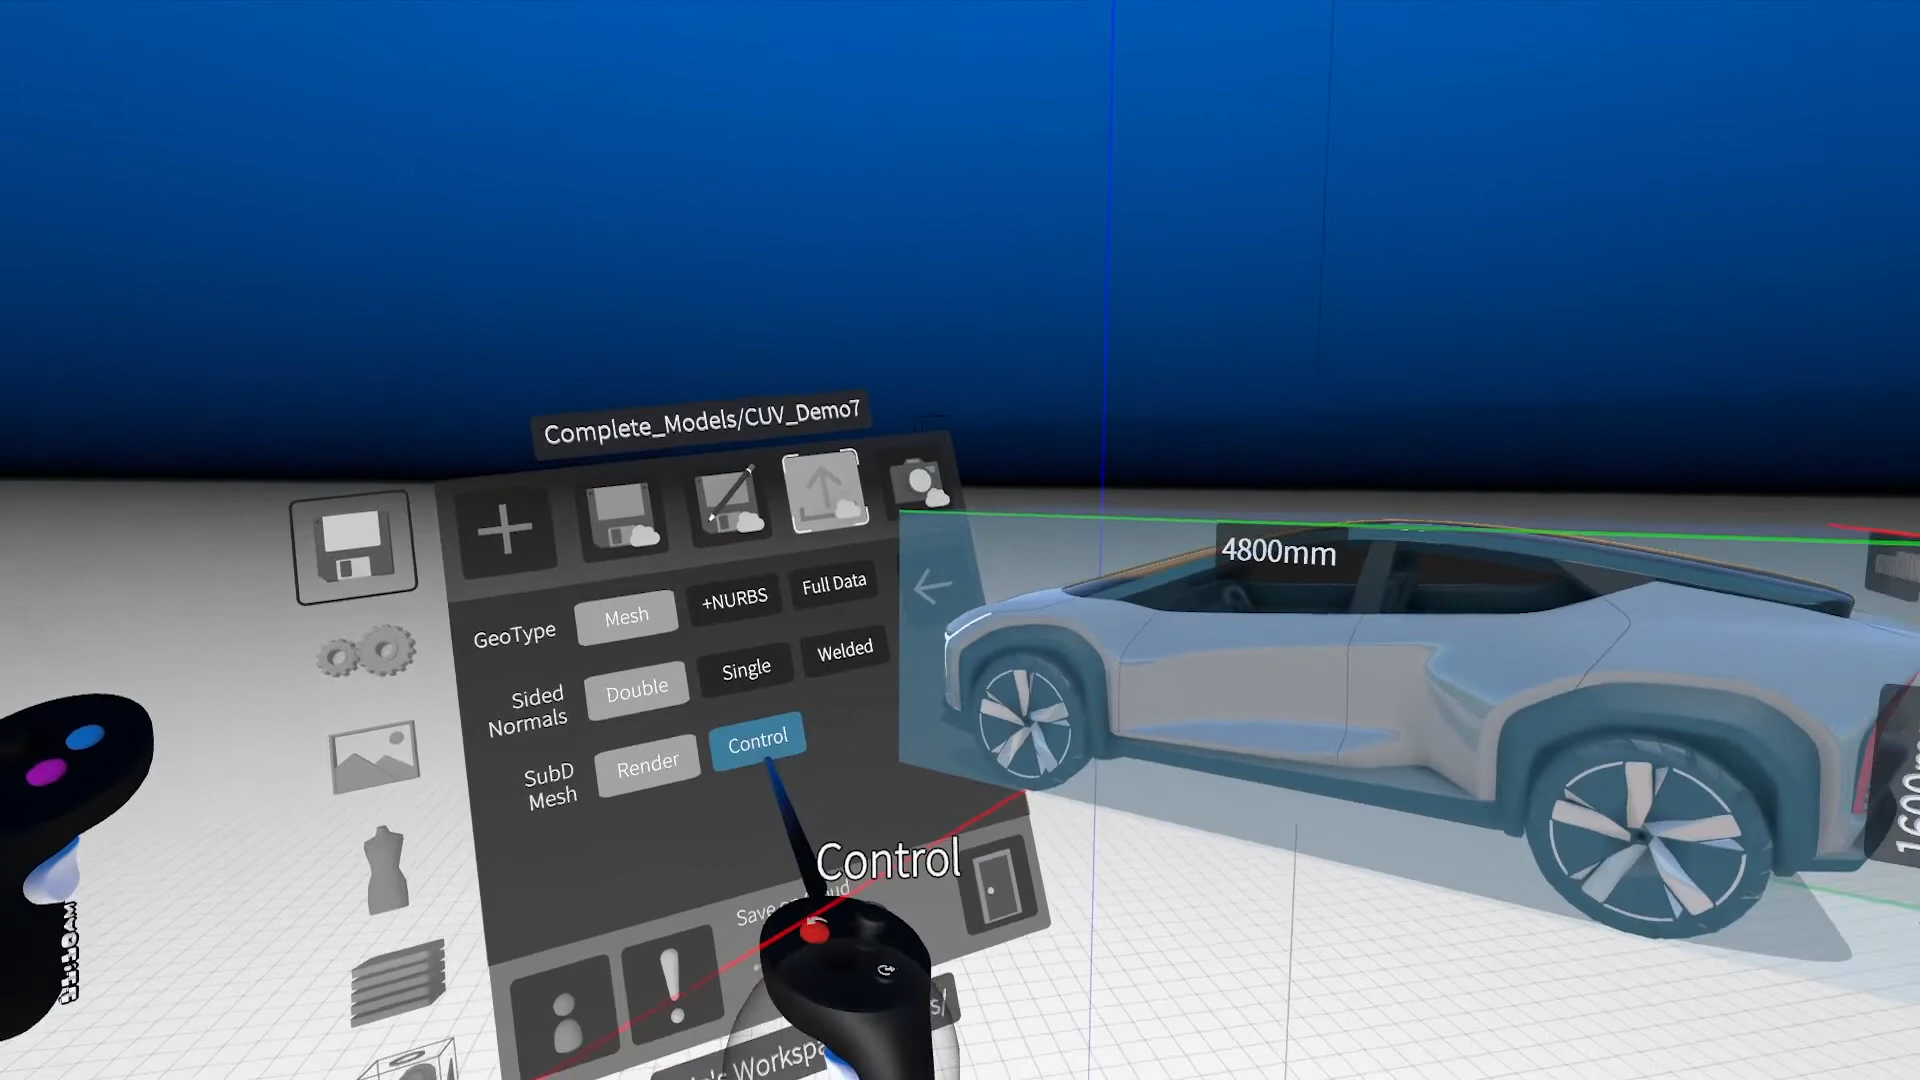 Complete_Models/CUV_Demo7
4800mm
GeoType
Mesh
+NURBS
Full Data
Sided
Normals
Double
Single
Welded
SubD
Mesh
Render
Control
Control
Save